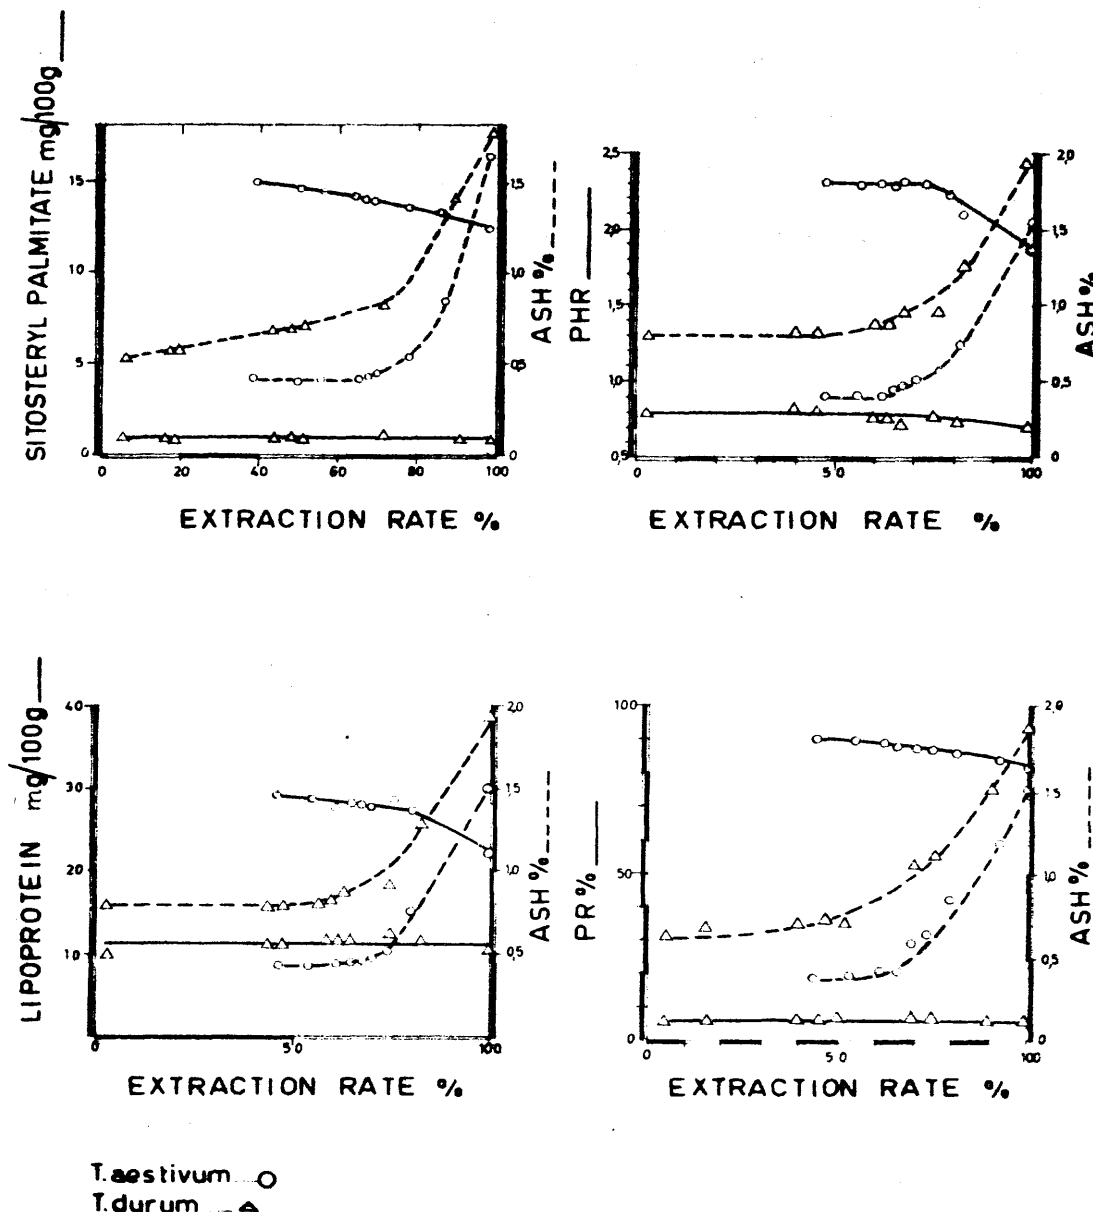 SITOSTERYL PALMITATE mg/100g
15
10
5
0
0 20 40 60 80 100
1,5
1,0
0,5
0
ASH %
EXTRACTION RATE %
PHR
2,5
2,0
1,5
1,0
0,5
0 50 100
2,0
1,5
1,0
0,5
0
ASH %
EXTRACTION RATE %
LIPOPROTEIN mg/100g
40
30
20
10
0 50 100
2,0
1,5
1,0
0,5
ASH %
EXTRACTION RATE %
PR %
100
50
0
0 50 100
2,0
1,5
1,0
0,5
0
ASH %
EXTRACTION RATE %
T.aestivum
T.durum